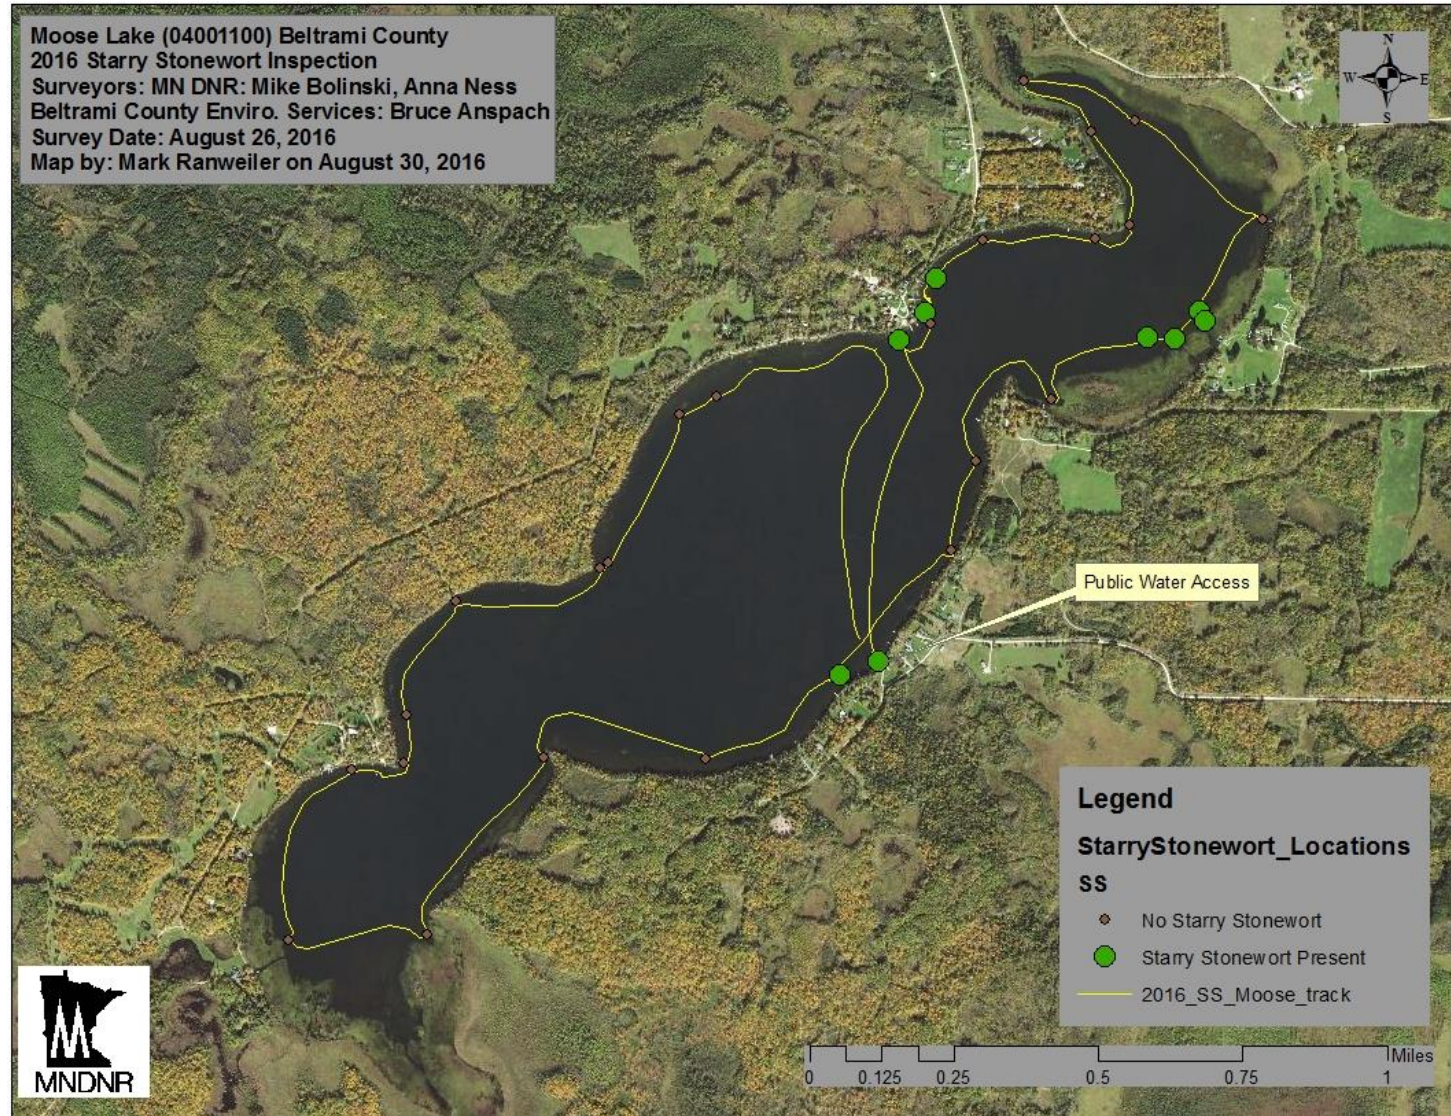 Moose Lake (04001100) Beltrami County
2016 Starry Stonewort Inspection
Surveyors: MN DNR: Mike Bolinski, Anna Ness
Beltrami County Enviro. Services: Bruce Anspach
Survey Date: August 26, 2016
Map by: Mark Ranweiler on August 30, 2016
N
W E
S
Public Water Access
Legend
StarryStonewort_Locations
SS
No Starry Stonewort
Starry Stonewort Present
2016_SS_Moose_track
MNDNR
Miles
0 0.125 0.25 0.5 0.75 1